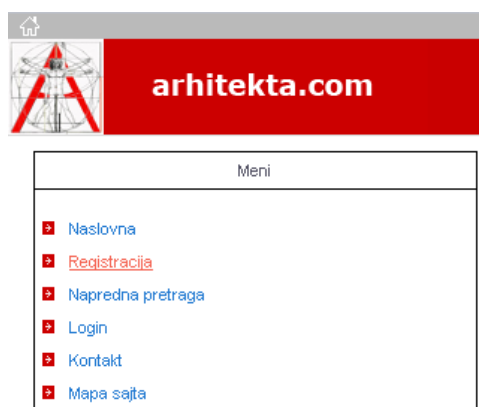 arhitekta.com
Meni
Naslovna
Registracija
Napredna pretraga
Login
Kontakt
Mapa sajta